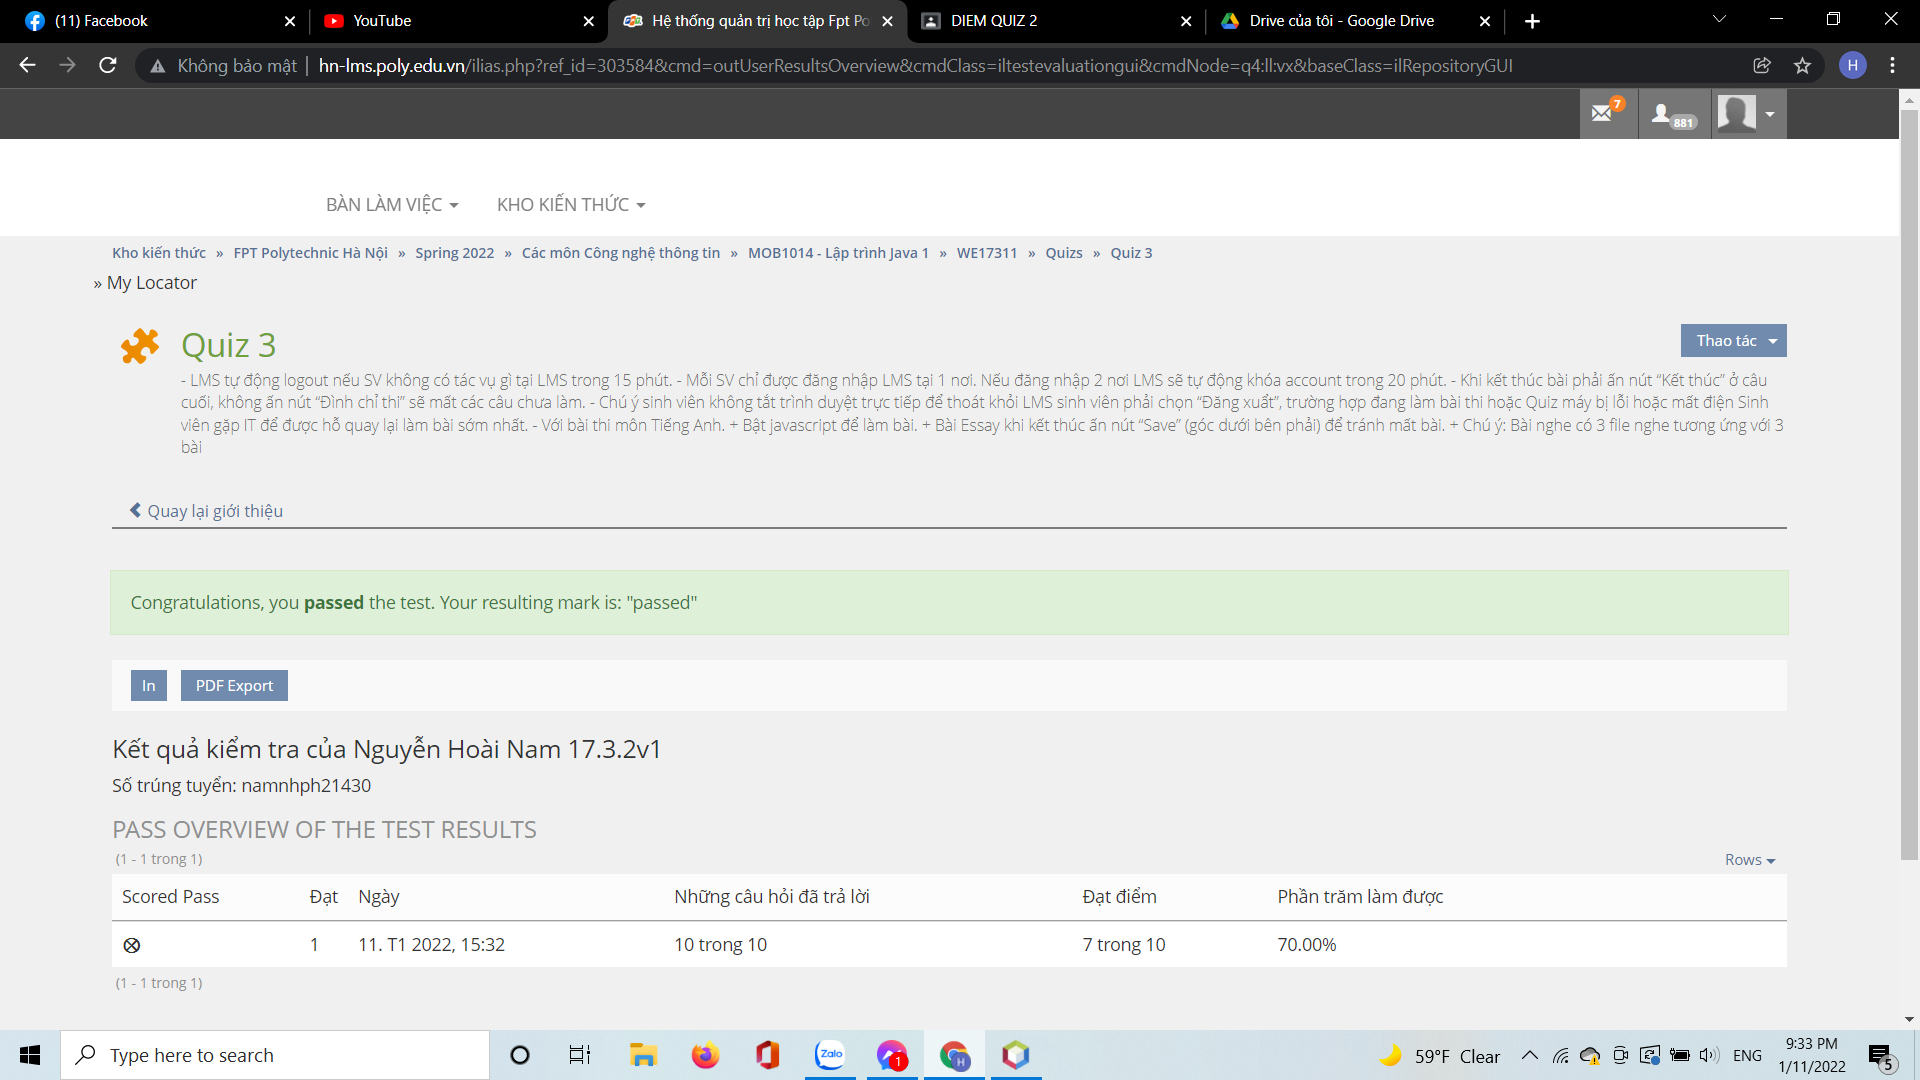 (11) Facebook
YouTube
Hệ thống quản trị học tập Fpt Po
DIEM QUIZ 2
Drive của tôi - Google Drive
Không bảo mật
hn-lms.poly.edu.vn/ilias.php?ref_id=303584&cmd=outUserResultsOverview&cmdClass=iltestevaluationgui&cmdNode=q4:ll:vx&baseClass=ilRepositoryGUI
H
7
881
BÀN LÀM VIỆC
KHO KIẾN THỨC
Kho kiến thức » FPT Polytechnic Hà Nội » Spring 2022 » Các môn Công nghệ thông tin » MOB1014 - Lập trình Java 1 » WE17311 » Quizs » Quiz 3
» My Locator
Quiz 3
Thao tác
- LMS tự động logout nếu SV không có tác vụ gì tại LMS trong 15 phút. - Mỗi SV chỉ được đăng nhập LMS tại 1 nơi. Nếu đăng nhập 2 nơi LMS sẽ tự động khóa account trong 20 phút. - Khi kết thúc bài phải ấn nút “Kết thúc” ở câu
cuối, không ấn nút “Đình chỉ thi” sẽ mất các câu chưa làm. - Chú ý sinh viên không tắt trình duyệt trực tiếp để thoát khỏi LMS sinh viên phải chọn “Đăng xuất”, trường hợp đang làm bài thi hoặc Quiz máy bị lỗi hoặc mất điện Sinh
viên gặp IT để được hỗ quay lại làm bài sớm nhất. - Với bài thi môn Tiếng Anh. + Bật javascript để làm bài. + Bài Essay khi kết thúc ấn nút “Save” (góc dưới bên phải) để tránh mất bài. + Chú ý: Bài nghe có 3 file nghe tương ứng với 3
bài
Quay lại giới thiệu
Congratulations, you passed the test. Your resulting mark is: "passed"
In
PDF Export
Kết quả kiểm tra của Nguyễn Hoài Nam 17.3.2v1
Số trúng tuyển: namnhph21430
PASS OVERVIEW OF THE TEST RESULTS
(1 - 1 trong 1)
Rows
Scored Pass Đạt Ngày Những câu hỏi đã trả lời Đạt điểm Phần trăm làm được
1 11. T1 2022, 15:32 10 trong 10 7 trong 10 70.00%
(1 - 1 trong 1)
Type here to search
Zalo
1
H
59°F Clear
ENG
9:33 PM
1/11/2022
5